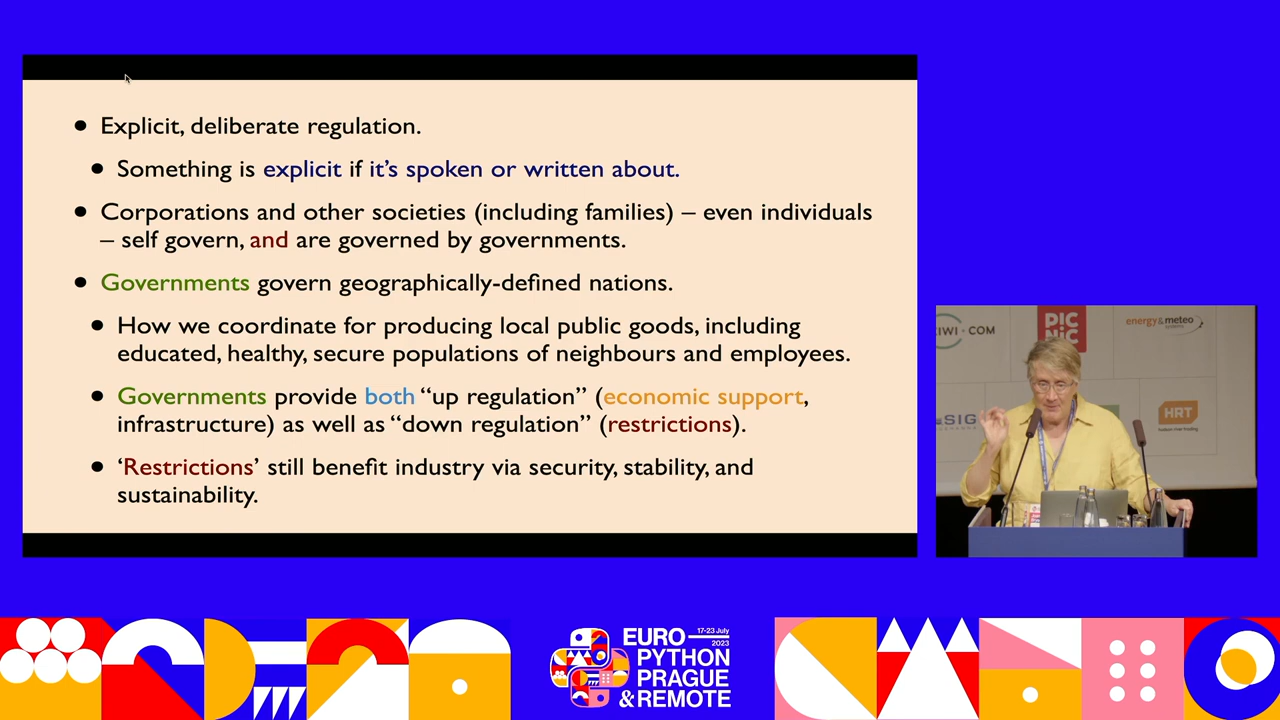 • Explicit, deliberate regulation.
• Something is explicit if it’s spoken or written about.
• Corporations and other societies (including families) – even individuals
– self govern, and are governed by governments.
• Governments govern geographically-defined nations.
• How we coordinate for producing local public goods, including
educated, healthy, secure populations of neighbours and employees.
• Governments provide both “up regulation” (economic support,
infrastructure) as well as “down regulation” (restrictions).
• ‘Restrictions’ still benefit industry via security, stability, and
sustainability.
IWI.COM
PIC
NIC
energy & meteo
SIG
HRT
EURO
17-23 July
2023
PYTHON
PRAGUE
& REMOTE